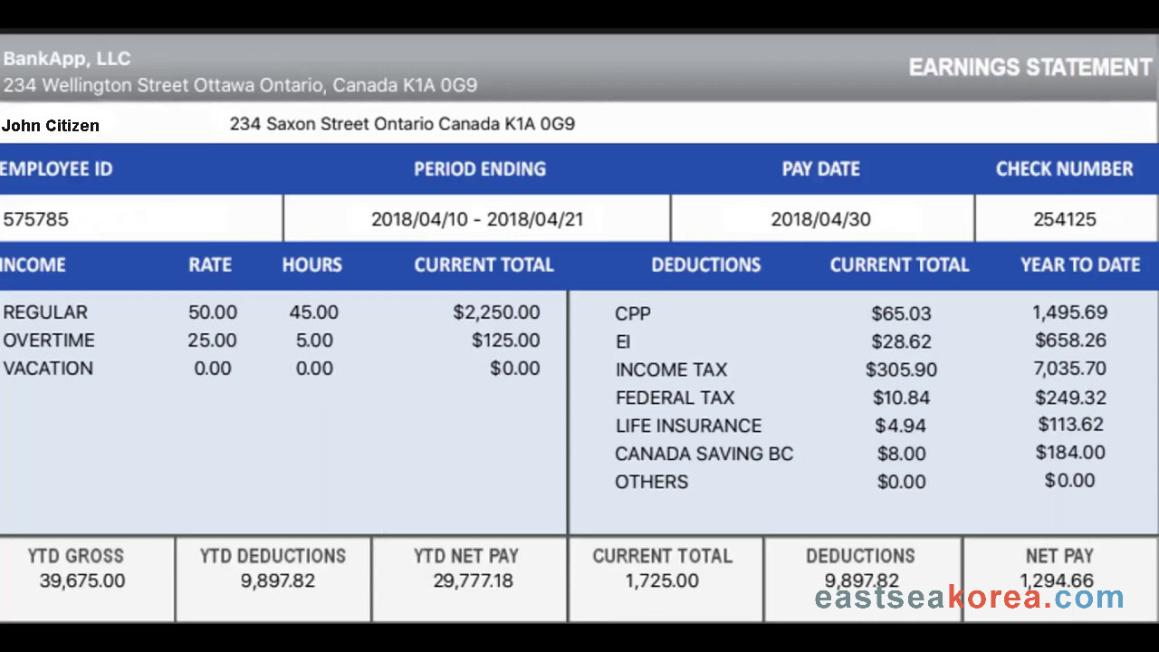 BankApp, LLC
EARNINGS STATEMENT
234 Wellington Street Ottawa Ontario, Canada K1A 0G9
John Citizen 234 Saxon Street Ontario Canada K1A 0G9
EMPLOYEE ID PERIOD ENDING PAY DATE CHECK NUMBER
575785 2018/04/10 - 2018/04/21 2018/04/30 254125
INCOME RATE HOURS CURRENT TOTAL DEDUCTIONS CURRENT TOTAL YEAR TO DATE
REGULAR 50.00 45.00 $2,250.00 CPP $65.03 1,495.69
OVERTIME 25.00 5.00 $125.00 EI $28.62 $658.26
VACATION 0.00 0.00 $0.00 INCOME TAX $305.90 7,035.70
FEDERAL TAX $10.84 $249.32
LIFE INSURANCE $4.94 $113.62
CANADA SAVING BC $8.00 $184.00
OTHERS $0.00 $0.00
YTD GROSS YTD DEDUCTIONS YTD NET PAY CURRENT TOTAL DEDUCTIONS NET PAY
39,675.00 9,897.82 29,777.18 1,725.00 9,897.82 1,294.66
eastseakorea.com